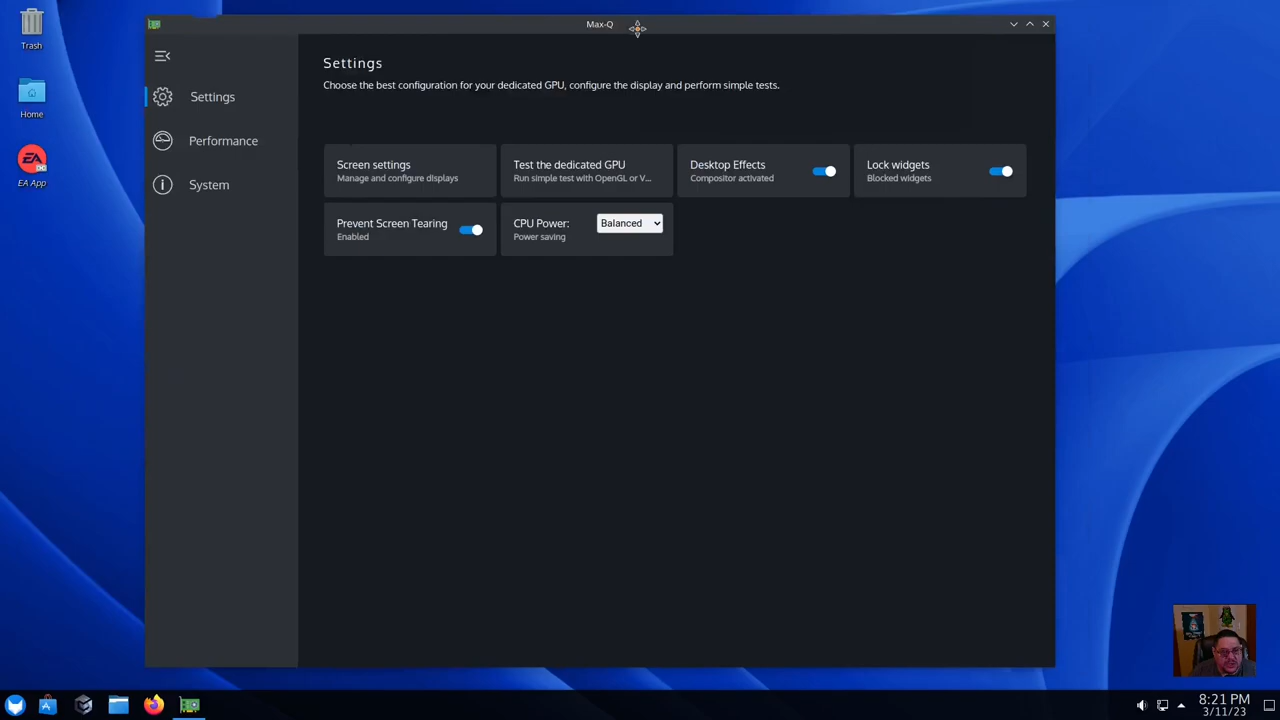 Trash
Home
EA App
Max-Q
Settings
Performance
System
Settings
Choose the best configuration for your dedicated GPU, configure the display and perform simple tests.
Screen settings
Manage and configure displays
Test the dedicated GPU
Run simple test with OpenGL or V...
Desktop Effects
Compositor activated
Lock widgets
Blocked widgets
Prevent Screen Tearing
Enabled
CPU Power:
Balanced
Power saving
8:21 PM
3/11/23